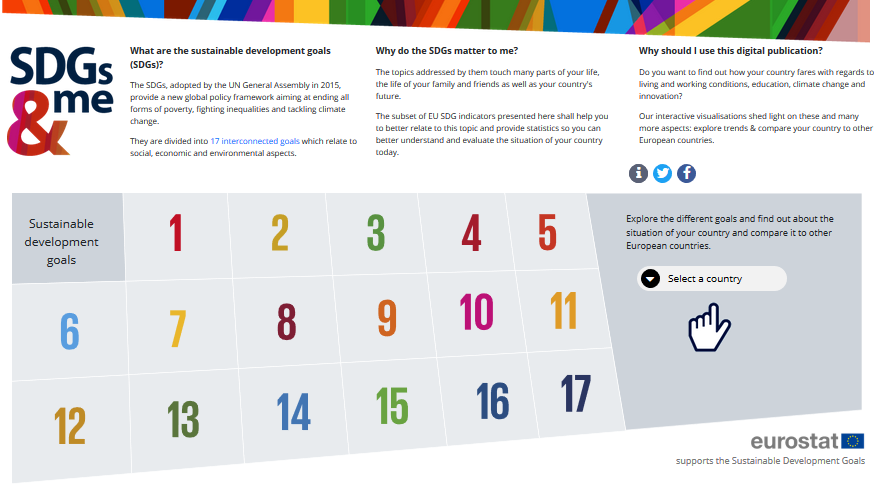 SDGs
& me
What are the sustainable development goals
(SDGs)?
The SDGs, adopted by the UN General Assembly in 2015,
provide a new global policy framework aiming at ending all
forms of poverty, fighting inequalities and tackling climate
change.
They are divided into 17 interconnected goals which relate to
social, economic and environmental aspects.
Why do the SDGs matter to me?
The topics addressed by them touch many parts of your life,
the life of your family and friends as well as your country's
future.
The subset of EU SDG indicators presented here shall help you
to better relate to this topic and provide statistics so you can
better understand and evaluate the situation of your country
today.
Why should I use this digital publication?
Do you want to find out how your country fares with regards to
living and working conditions, education, climate change and
innovation?
Our interactive visualisations shed light on these and many
more aspects: explore trends & compare your country to other
European countries.
i
f
Sustainable
development
goals
1
2
3
4
5
6
7
8
9
10
11
12
13
14
15
16
17
Explore the different goals and find out about the
situation of your country and compare it to other
European countries.
Select a country
eurostat
supports the Sustainable Development Goals